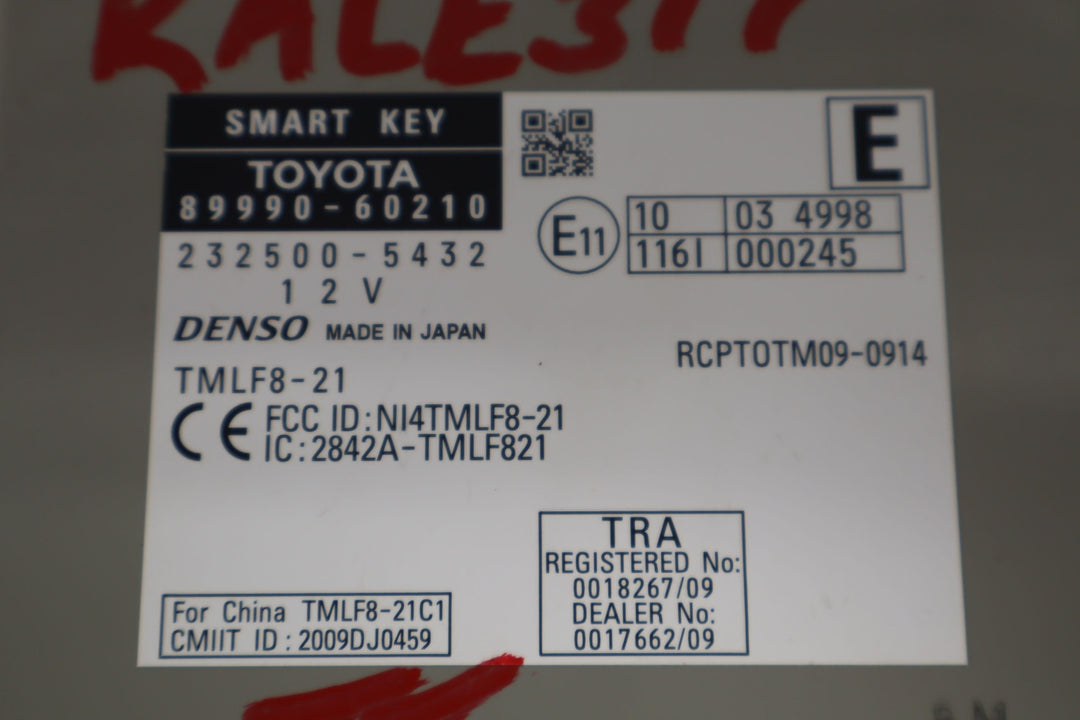 SMART KEY
TOYOTA
89990-60210
232500-5432
12V
DENSO MADE IN JAPAN
TMLF8-21
CE FCC ID:NI4TMLF8-21
IC:2842A-TMLF821
For China TMLF8-21C1
CMIIT ID:2009DJ0459
E
E11
10 03 4998
116I 000245
RCPTOTM09-0914
TRA
REGISTERED No:
0018267/09
DEALER No:
0017662/09